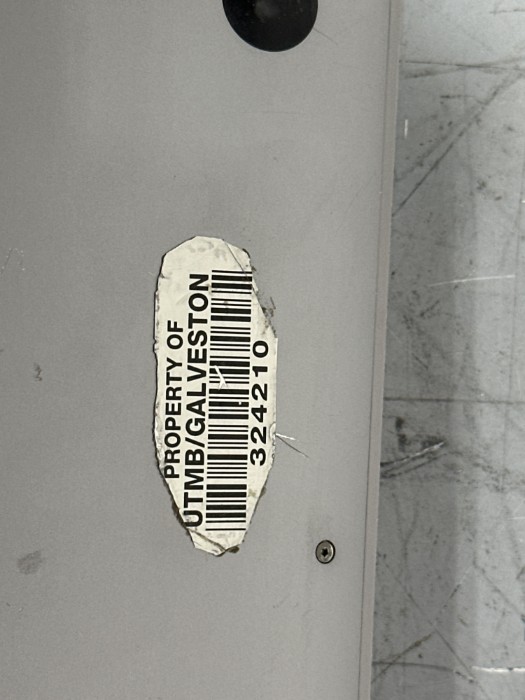 PROPERTY OF
UTMB/GALVESTON
324210